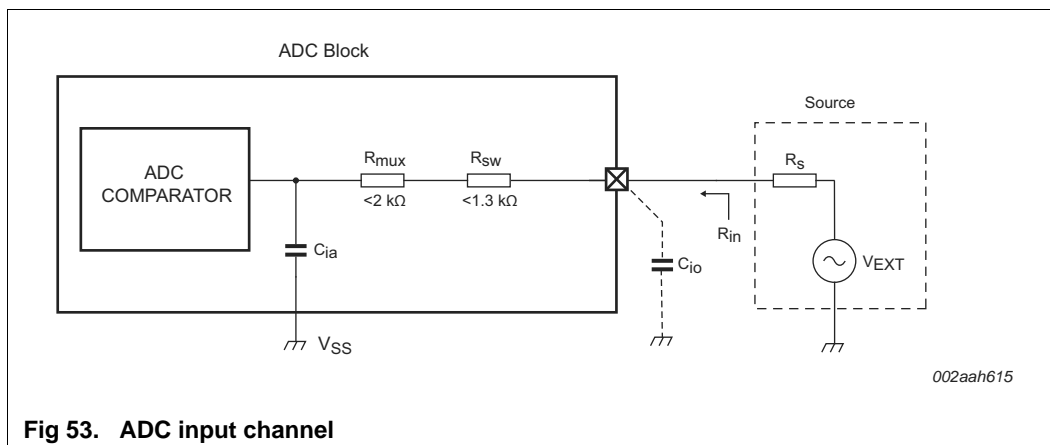 ADC Block
Source
ADC
COMPARATOR
Rmux
<2 kΩ
Rsw
<1.3 kΩ
Cia
VSS
Rin
Cio
Rs
VEXT
002aah615
Fig 53. ADC input channel